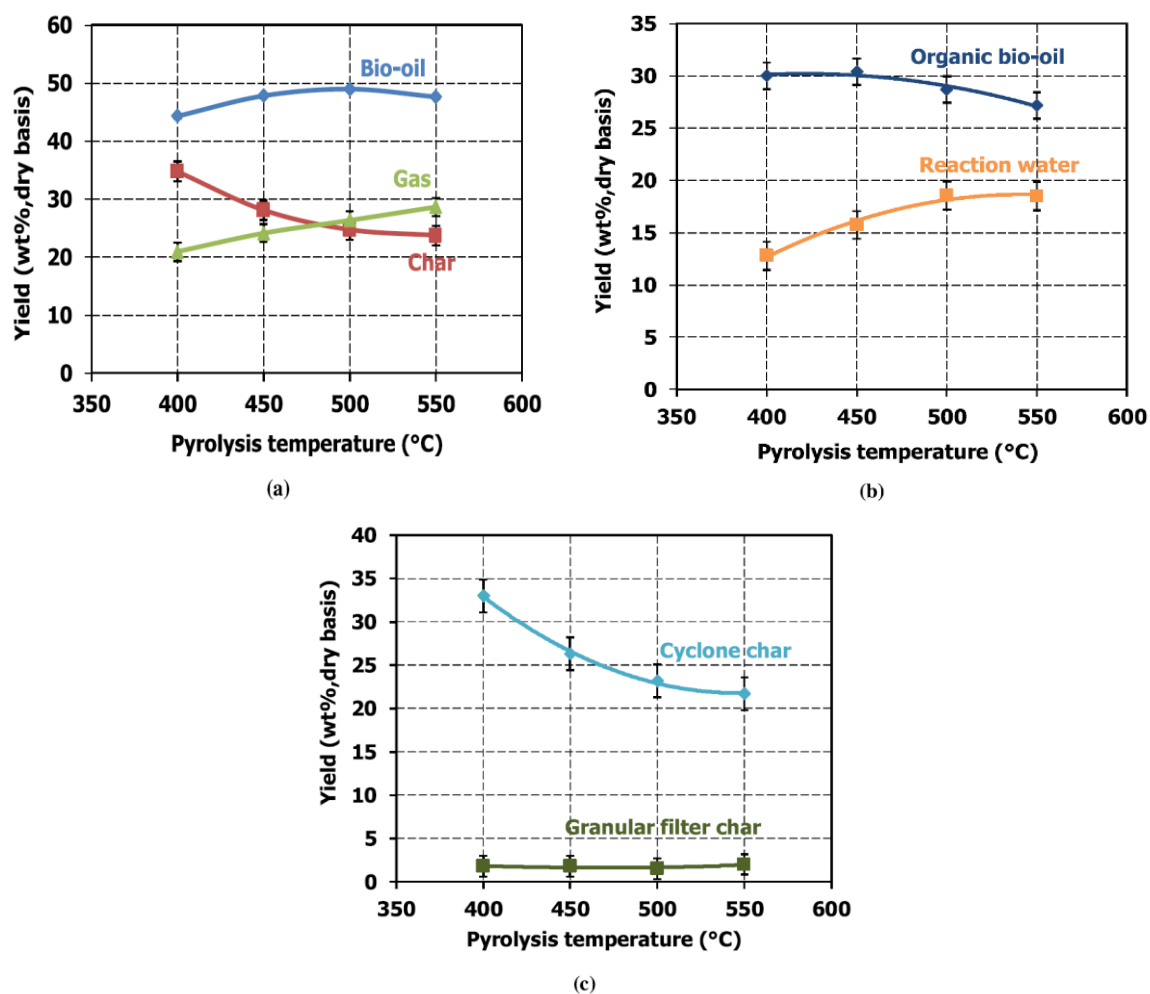 60
50
40
30
20
10
0
350 400 450 500 550 600
Yield (wt%,dry basis)
Pyrolysis temperature (°C)
Bio-oil
Gas
Char
(a)
35
30
25
20
15
10
5
0
350 400 450 500 550 600
Yield (wt%,dry basis)
Pyrolysis temperature (°C)
Organic bio-oil
Reaction water
(b)
40
35
30
25
20
15
10
5
0
350 400 450 500 550 600
Yield (wt%,dry basis)
Pyrolysis temperature (°C)
Cyclone char
Granular filter char
(c)